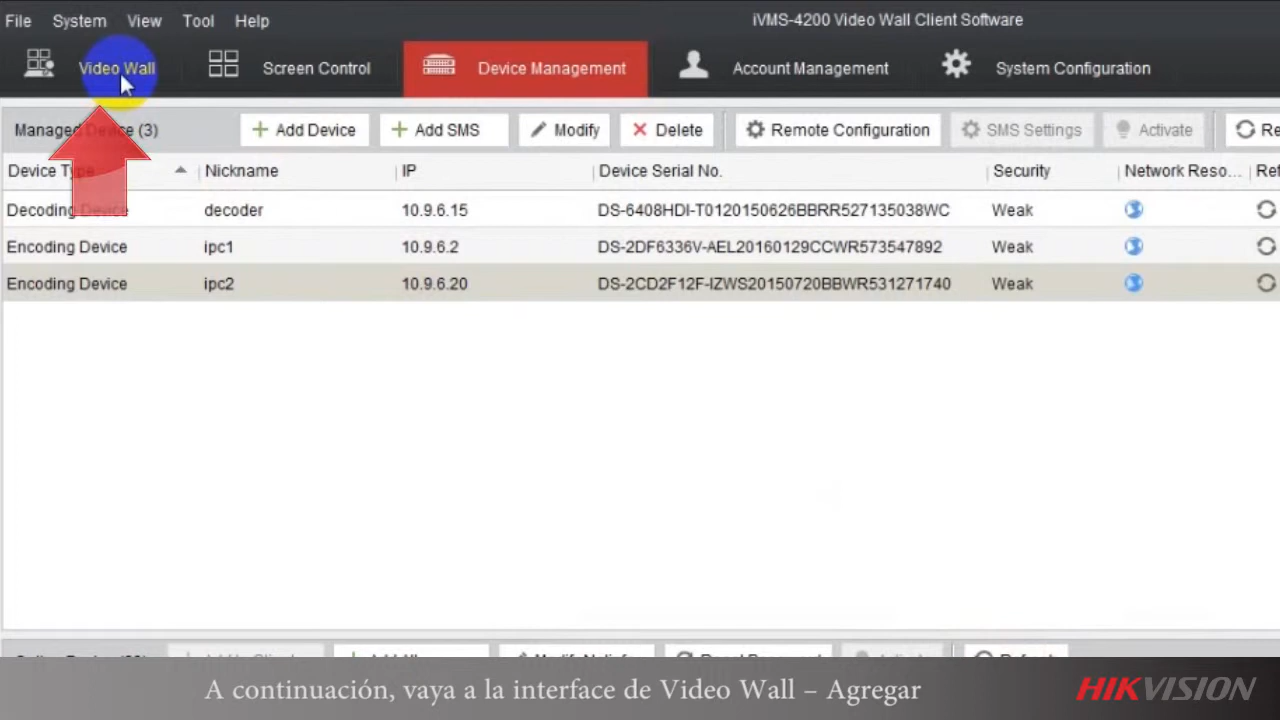 File System View Tool Help iVMS-4200 Video Wall Client Software
Video Wall Screen Control Device Management Account Management System Configuration
Managed Device (3) Add Device Add SMS Modify Delete Remote Configuration SMS Settings Activate Re
Device Type Nickname IP Device Serial No. Security Network Reso... Ref
Decoding Device decoder 10.9.6.15 DS-6408HDI-T0120150626BBRR527135038WC Weak
Encoding Device ipc1 10.9.6.2 DS-2DF6336V-AEL20160129CCWR573547892 Weak
Encoding Device ipc2 10.9.6.20 DS-2CD2F12F-IZWS20150720BBWR531271740 Weak
A continuación, vaya a la interface de Video Wall – Agregar
HIKVISION